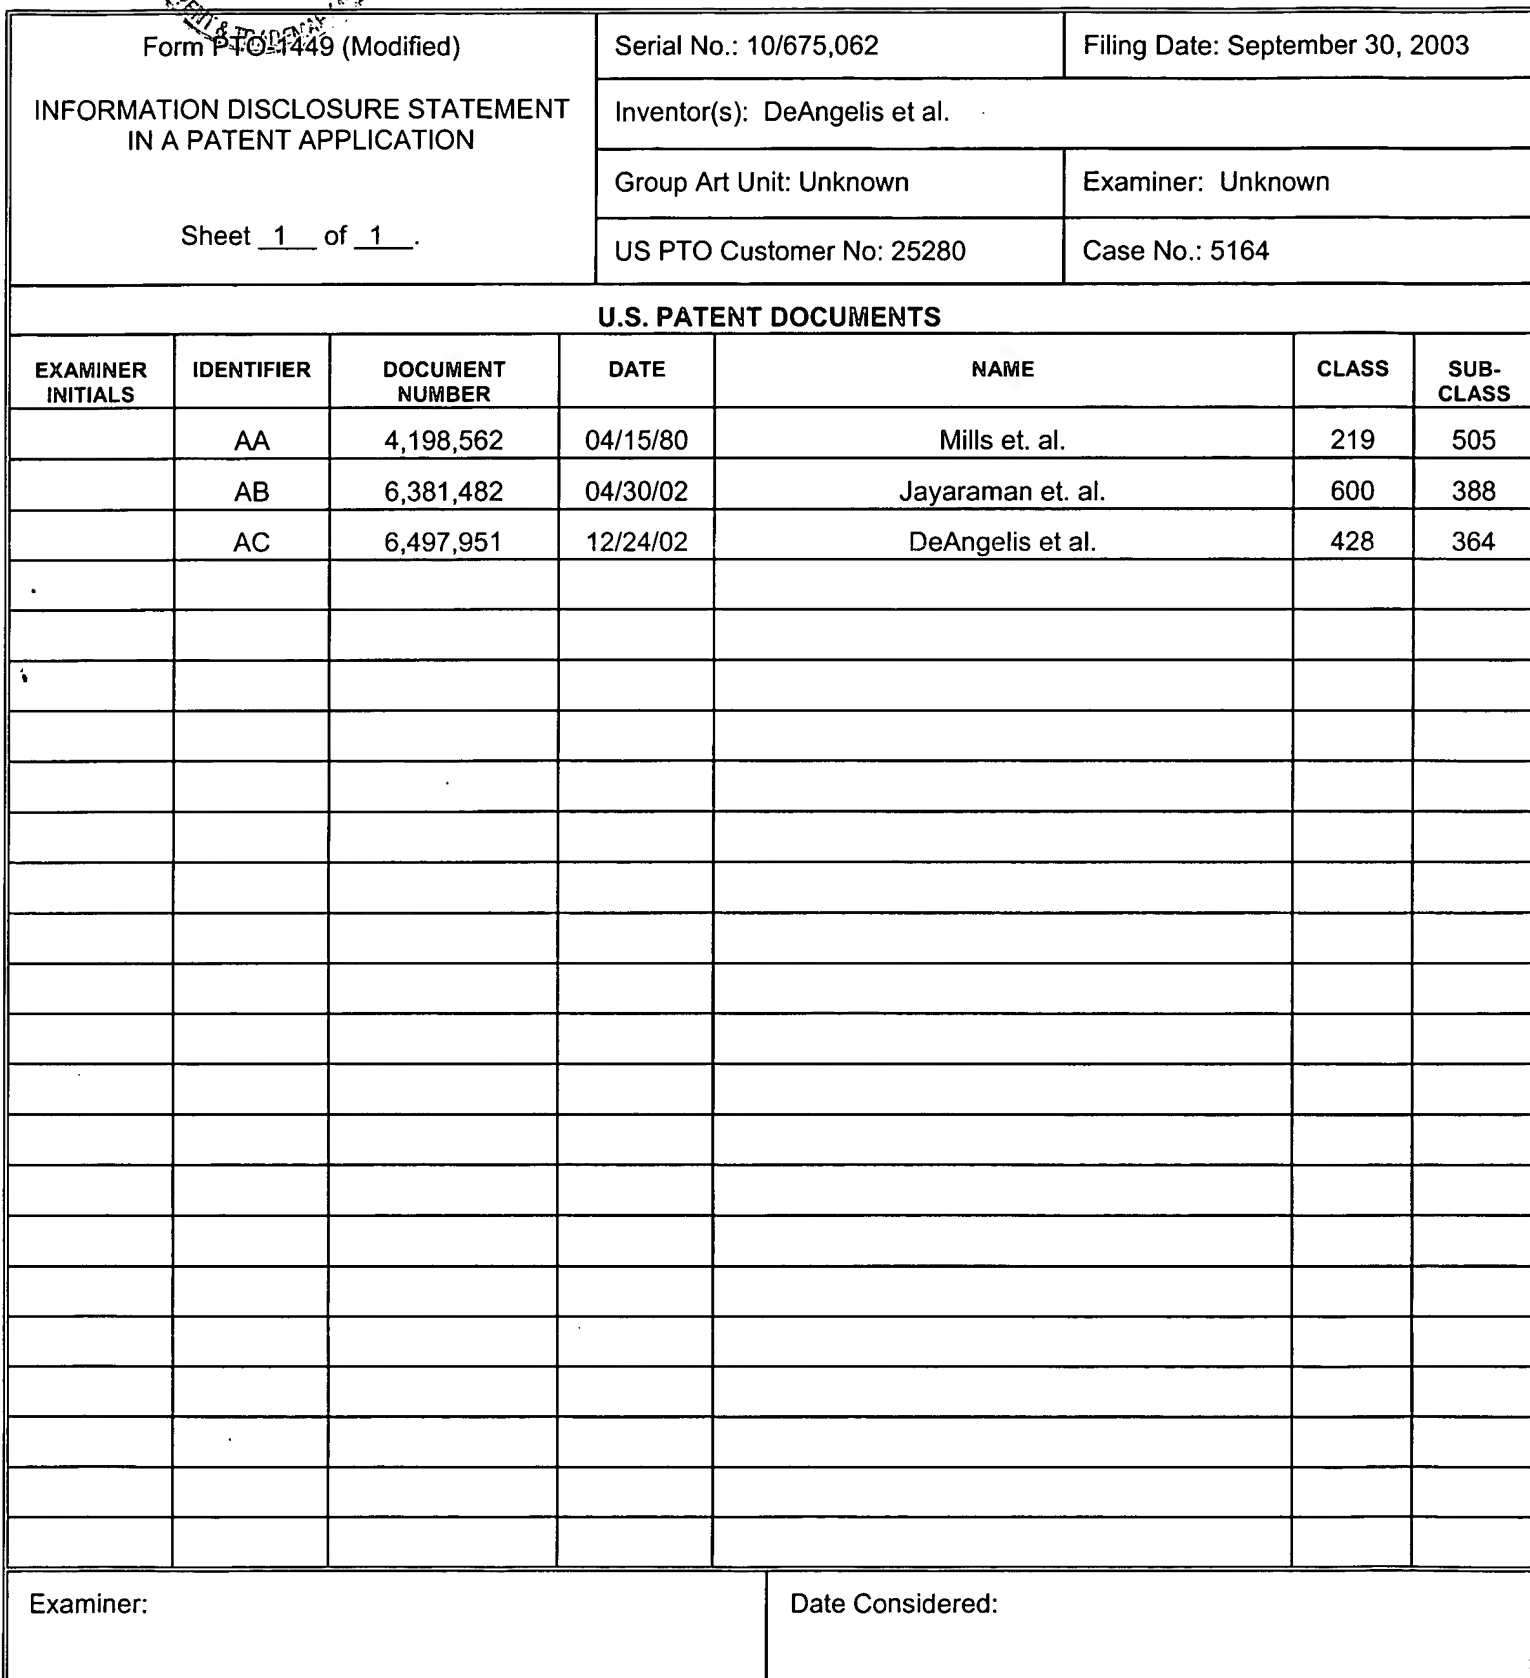 Form PTO-1449 (Modified)
INFORMATION DISCLOSURE STATEMENT
IN A PATENT APPLICATION
Sheet 1 of 1 .
Serial No.: 10/675,062
Filing Date: September 30, 2003
Inventor(s): DeAngelis et al.
Group Art Unit: Unknown
Examiner: Unknown
US PTO Customer No: 25280
Case No.: 5164
U.S. PATENT DOCUMENTS
EXAMINER INITIALS IDENTIFIER DOCUMENT NUMBER DATE NAME CLASS SUB-CLASS
AA 4,198,562 04/15/80 Mills et. al. 219 505
AB 6,381,482 04/30/02 Jayaraman et. al. 600 388
AC 6,497,951 12/24/02 DeAngelis et al. 428 364
Examiner:
Date Considered: